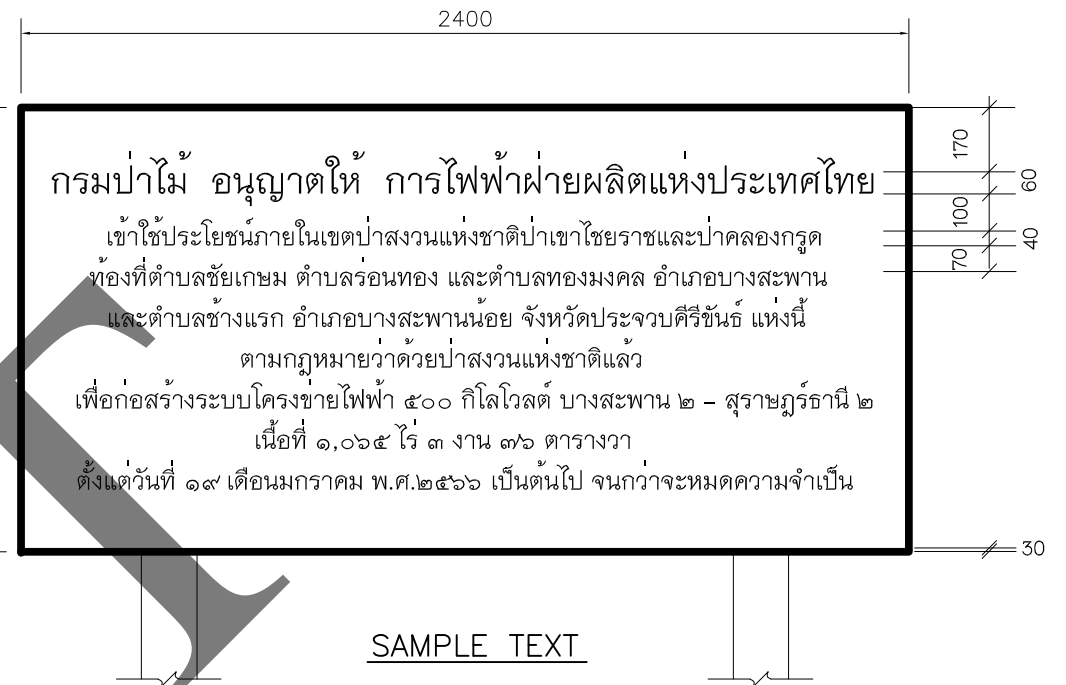 2400
กรมป่าไม้ อนุญาตให้ การไฟฟ้าฝ่ายผลิตแห่งประเทศไทย
เข้าใช้ประโยชน์ภายในเขตป่าสงวนแห่งชาติป่าเขาไชยราชและป่าคลองกรูด
ท้องที่ตำบลชัยเกษม ตำบลร่อนทอง และตำบลทองมงคล อำเภอบางสะพาน
และตำบลช้างแรก อำเภอบางสะพานน้อย จังหวัดประจวบคีรีขันธ์ แห่งนี้
ตามกฎหมายว่าด้วยป่าสงวนแห่งชาติแล้ว
เพื่อก่อสร้างระบบโครงข่ายไฟฟ้า ๕๐๐ กิโลโวลต์ บางสะพาน ๒ – สุราษฎร์ธานี ๒
เนื้อที่ ๑,๐๖๕ ไร่ ๓ งาน ๓๖ ตารางวา
ตั้งแต่วันที่ ๑๙ เดือนมกราคม พ.ศ.๒๕๖๖ เป็นต้นไป จนกว่าจะหมดความจำเป็น
170
60
100
40
70
30
SAMPLE TEXT